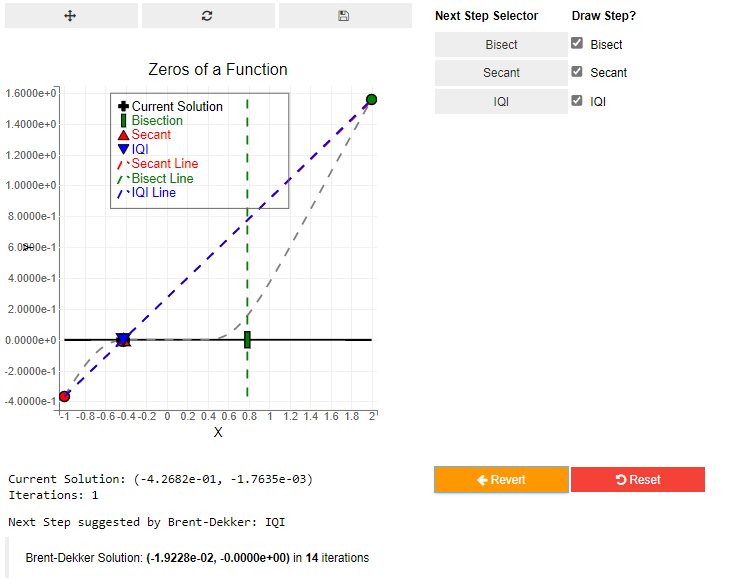 Next Step Selector
Draw Step?
Bisect
Bisect
Secant
Secant
IQI
IQI
Zeros of a Function
Current Solution
Bisection
Secant
IQI
Secant Line
Bisect Line
IQI Line
1.6000e+0
1.4000e+0
1.2000e+0
1.0000e+0
8.0000e-1
6.0000e-1
4.0000e-1
2.0000e-1
0.0000e+0
-2.0000e-1
-4.0000e-1
Y
-1 -0.8 -0.6 -0.4 -0.2 0 0.2 0.4 0.6 0.8 1 1.2 1.4 1.6 1.8 2
X
Current Solution: (-4.2682e-01, -1.7635e-03)
Iterations: 1
Next Step suggested by Brent-Dekker: IQI
Brent-Dekker Solution: (-1.9228e-02, -0.0000e+00) in 14 iterations
Revert
Reset